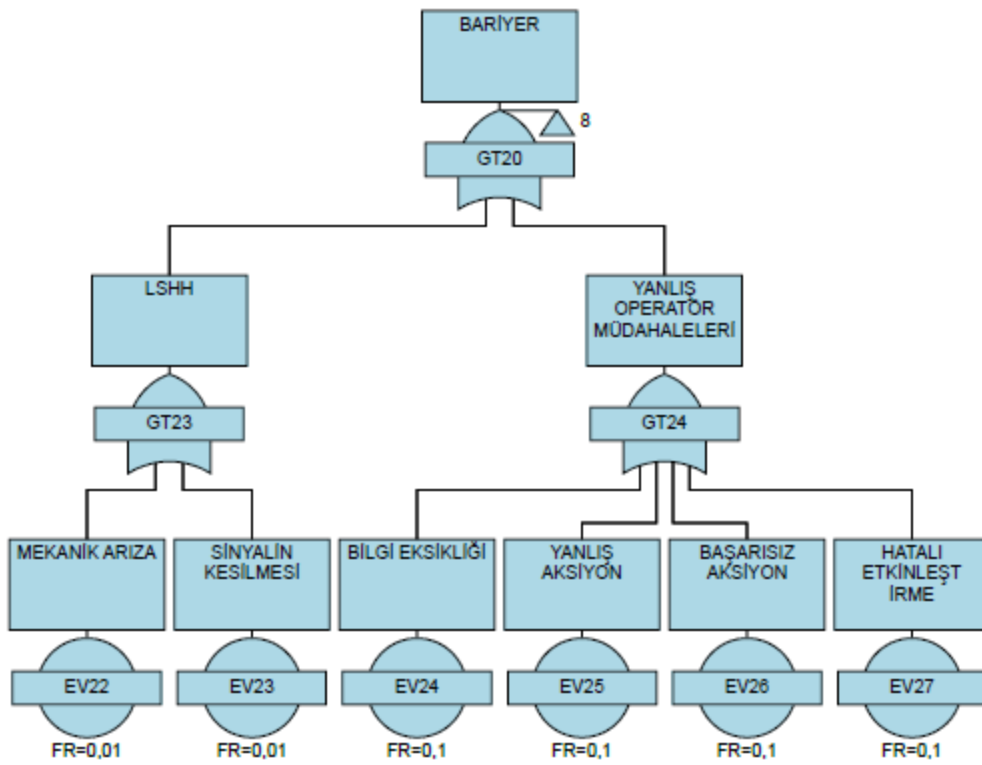 BARİYER
8
GT20
LSHH
YANLIŞ
OPERATÖR
MÜDAHALELERİ
GT23
GT24
MEKANİK ARIZA
SİNYALİN
KESİLMESİ
BİLGİ EKSİKLİĞİ
YANLIŞ
AKSİYON
BAŞARISIZ
AKSİYON
HATALI
ETKİNLEŞT
İRME
EV22
EV23
EV24
EV25
EV26
EV27
FR=0,01
FR=0,01
FR=0,1
FR=0,1
FR=0,1
FR=0,1